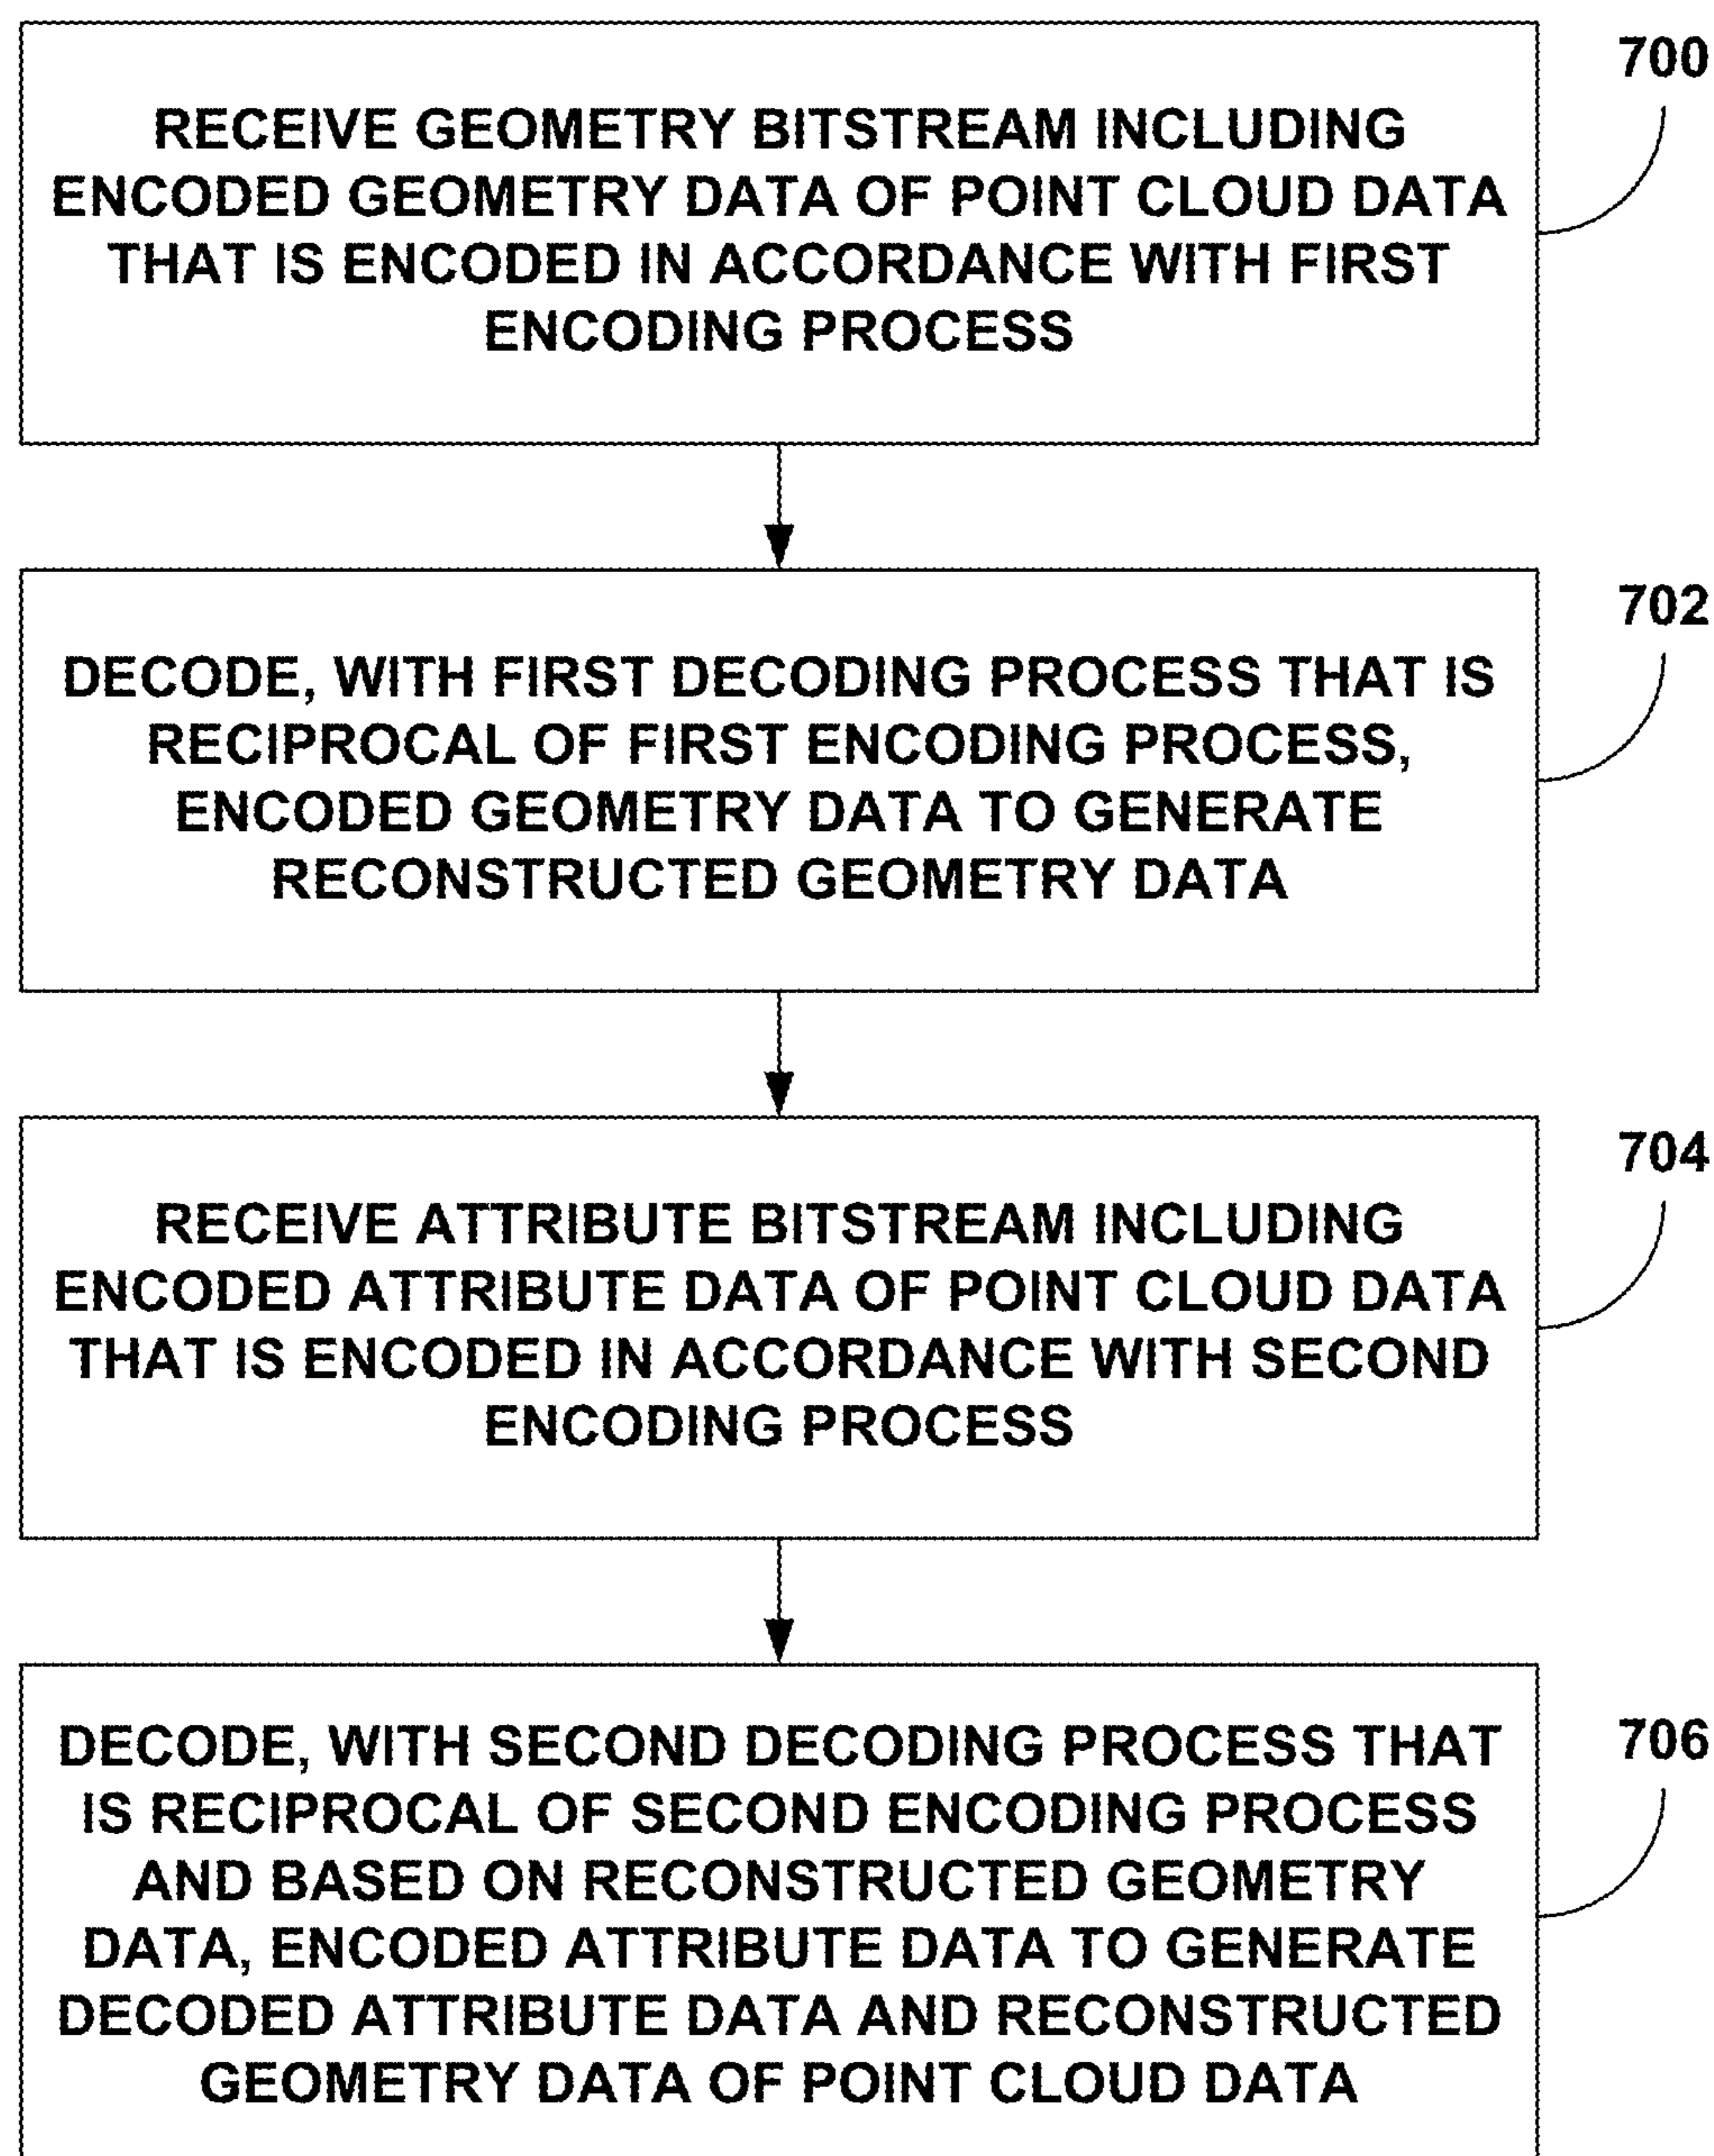 700
RECEIVE GEOMETRY BITSTREAM INCLUDING
ENCODED GEOMETRY DATA OF POINT CLOUD DATA
THAT IS ENCODED IN ACCORDANCE WITH FIRST
ENCODING PROCESS
702
DECODE, WITH FIRST DECODING PROCESS THAT IS
RECIPROCAL OF FIRST ENCODING PROCESS,
ENCODED GEOMETRY DATA TO GENERATE
RECONSTRUCTED GEOMETRY DATA
704
RECEIVE ATTRIBUTE BITSTREAM INCLUDING
ENCODED ATTRIBUTE DATA OF POINT CLOUD DATA
THAT IS ENCODED IN ACCORDANCE WITH SECOND
ENCODING PROCESS
706
DECODE, WITH SECOND DECODING PROCESS THAT
IS RECIPROCAL OF SECOND ENCODING PROCESS
AND BASED ON RECONSTRUCTED GEOMETRY
DATA, ENCODED ATTRIBUTE DATA TO GENERATE
DECODED ATTRIBUTE DATA AND RECONSTRUCTED
GEOMETRY DATA OF POINT CLOUD DATA